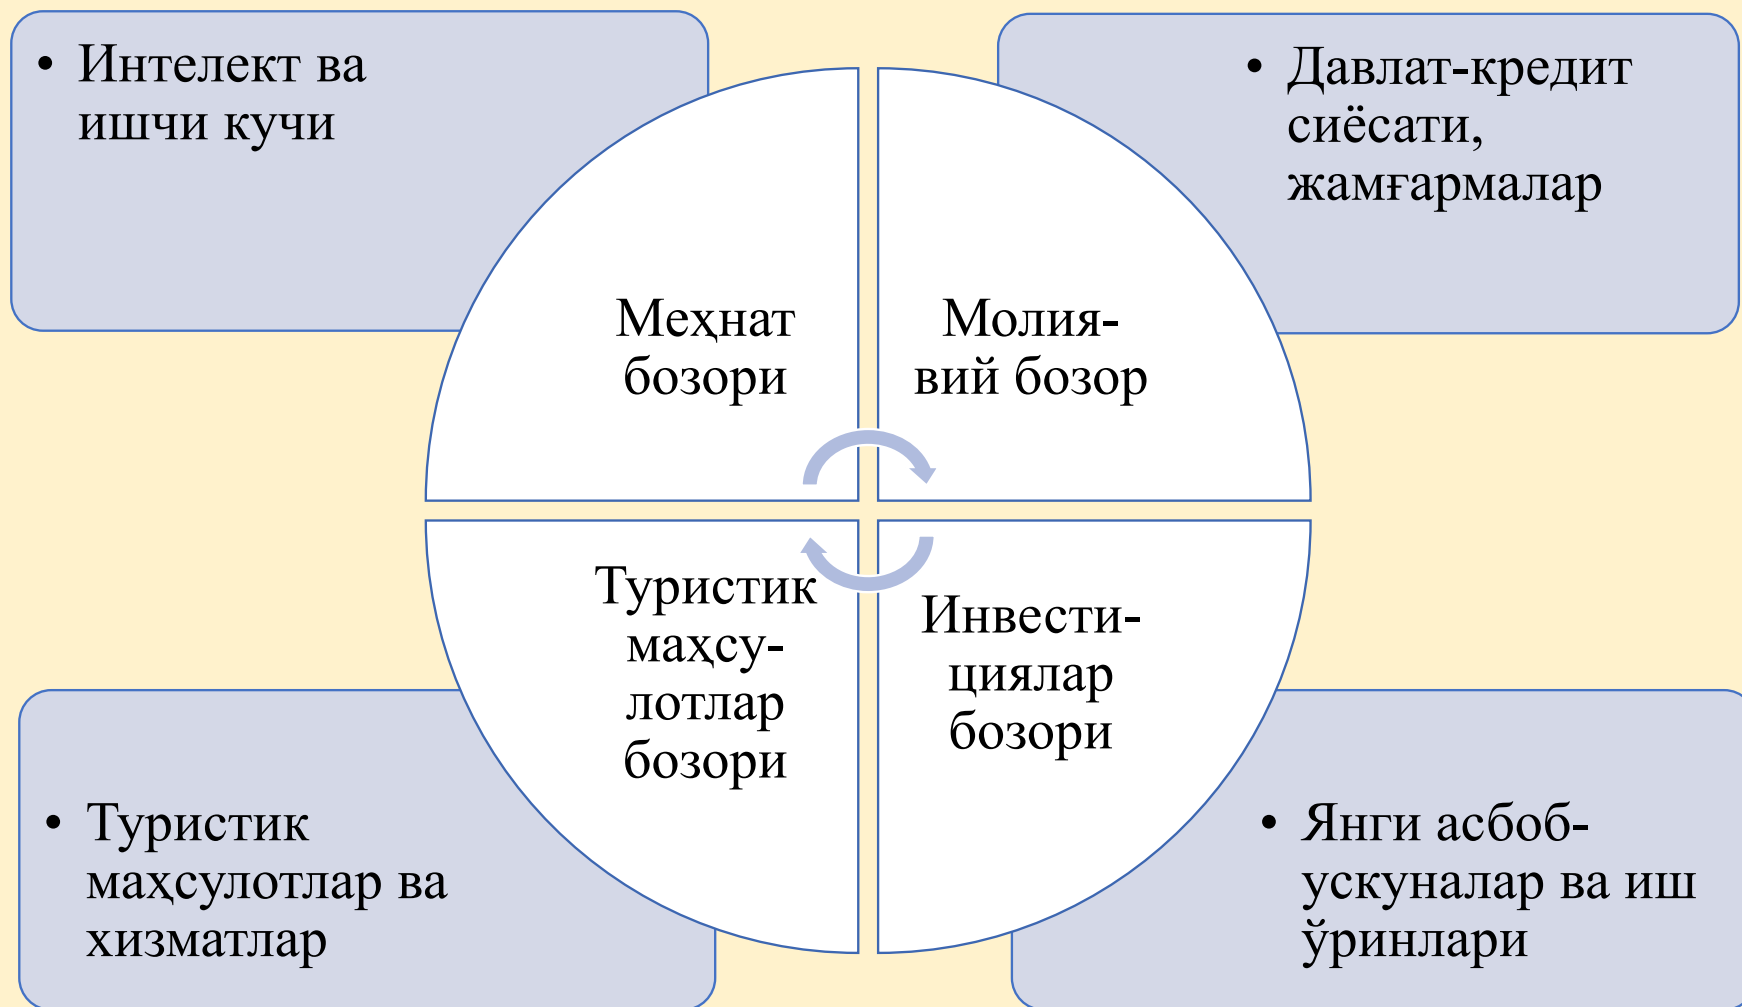 • Интелект ва
ишчи кучи
• Давлат-кредит
сиёсати,
жамғармалар
Меҳнат
бозори
Молия-
вий бозор
Туристик
маҳсу-
лотлар
бозори
Инвести-
циялар
бозори
• Туристик
маҳсулотлар ва
хизматлар
• Янги асбоб-
ускуналар ва иш
ўринлари